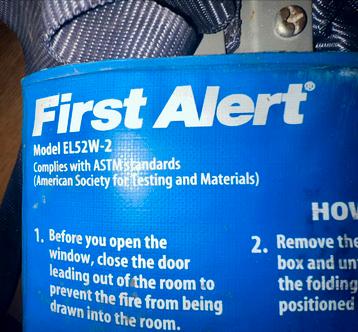 First Alert®
Model EL52W-2
Complies with ASTM standards
(American Society for Testing and Materials)
HOW
1. Before you open the
window, close the door
leading out of the room to
prevent the fire from being
drawn into the room.
2. Remove the
box and
the folding
positioned